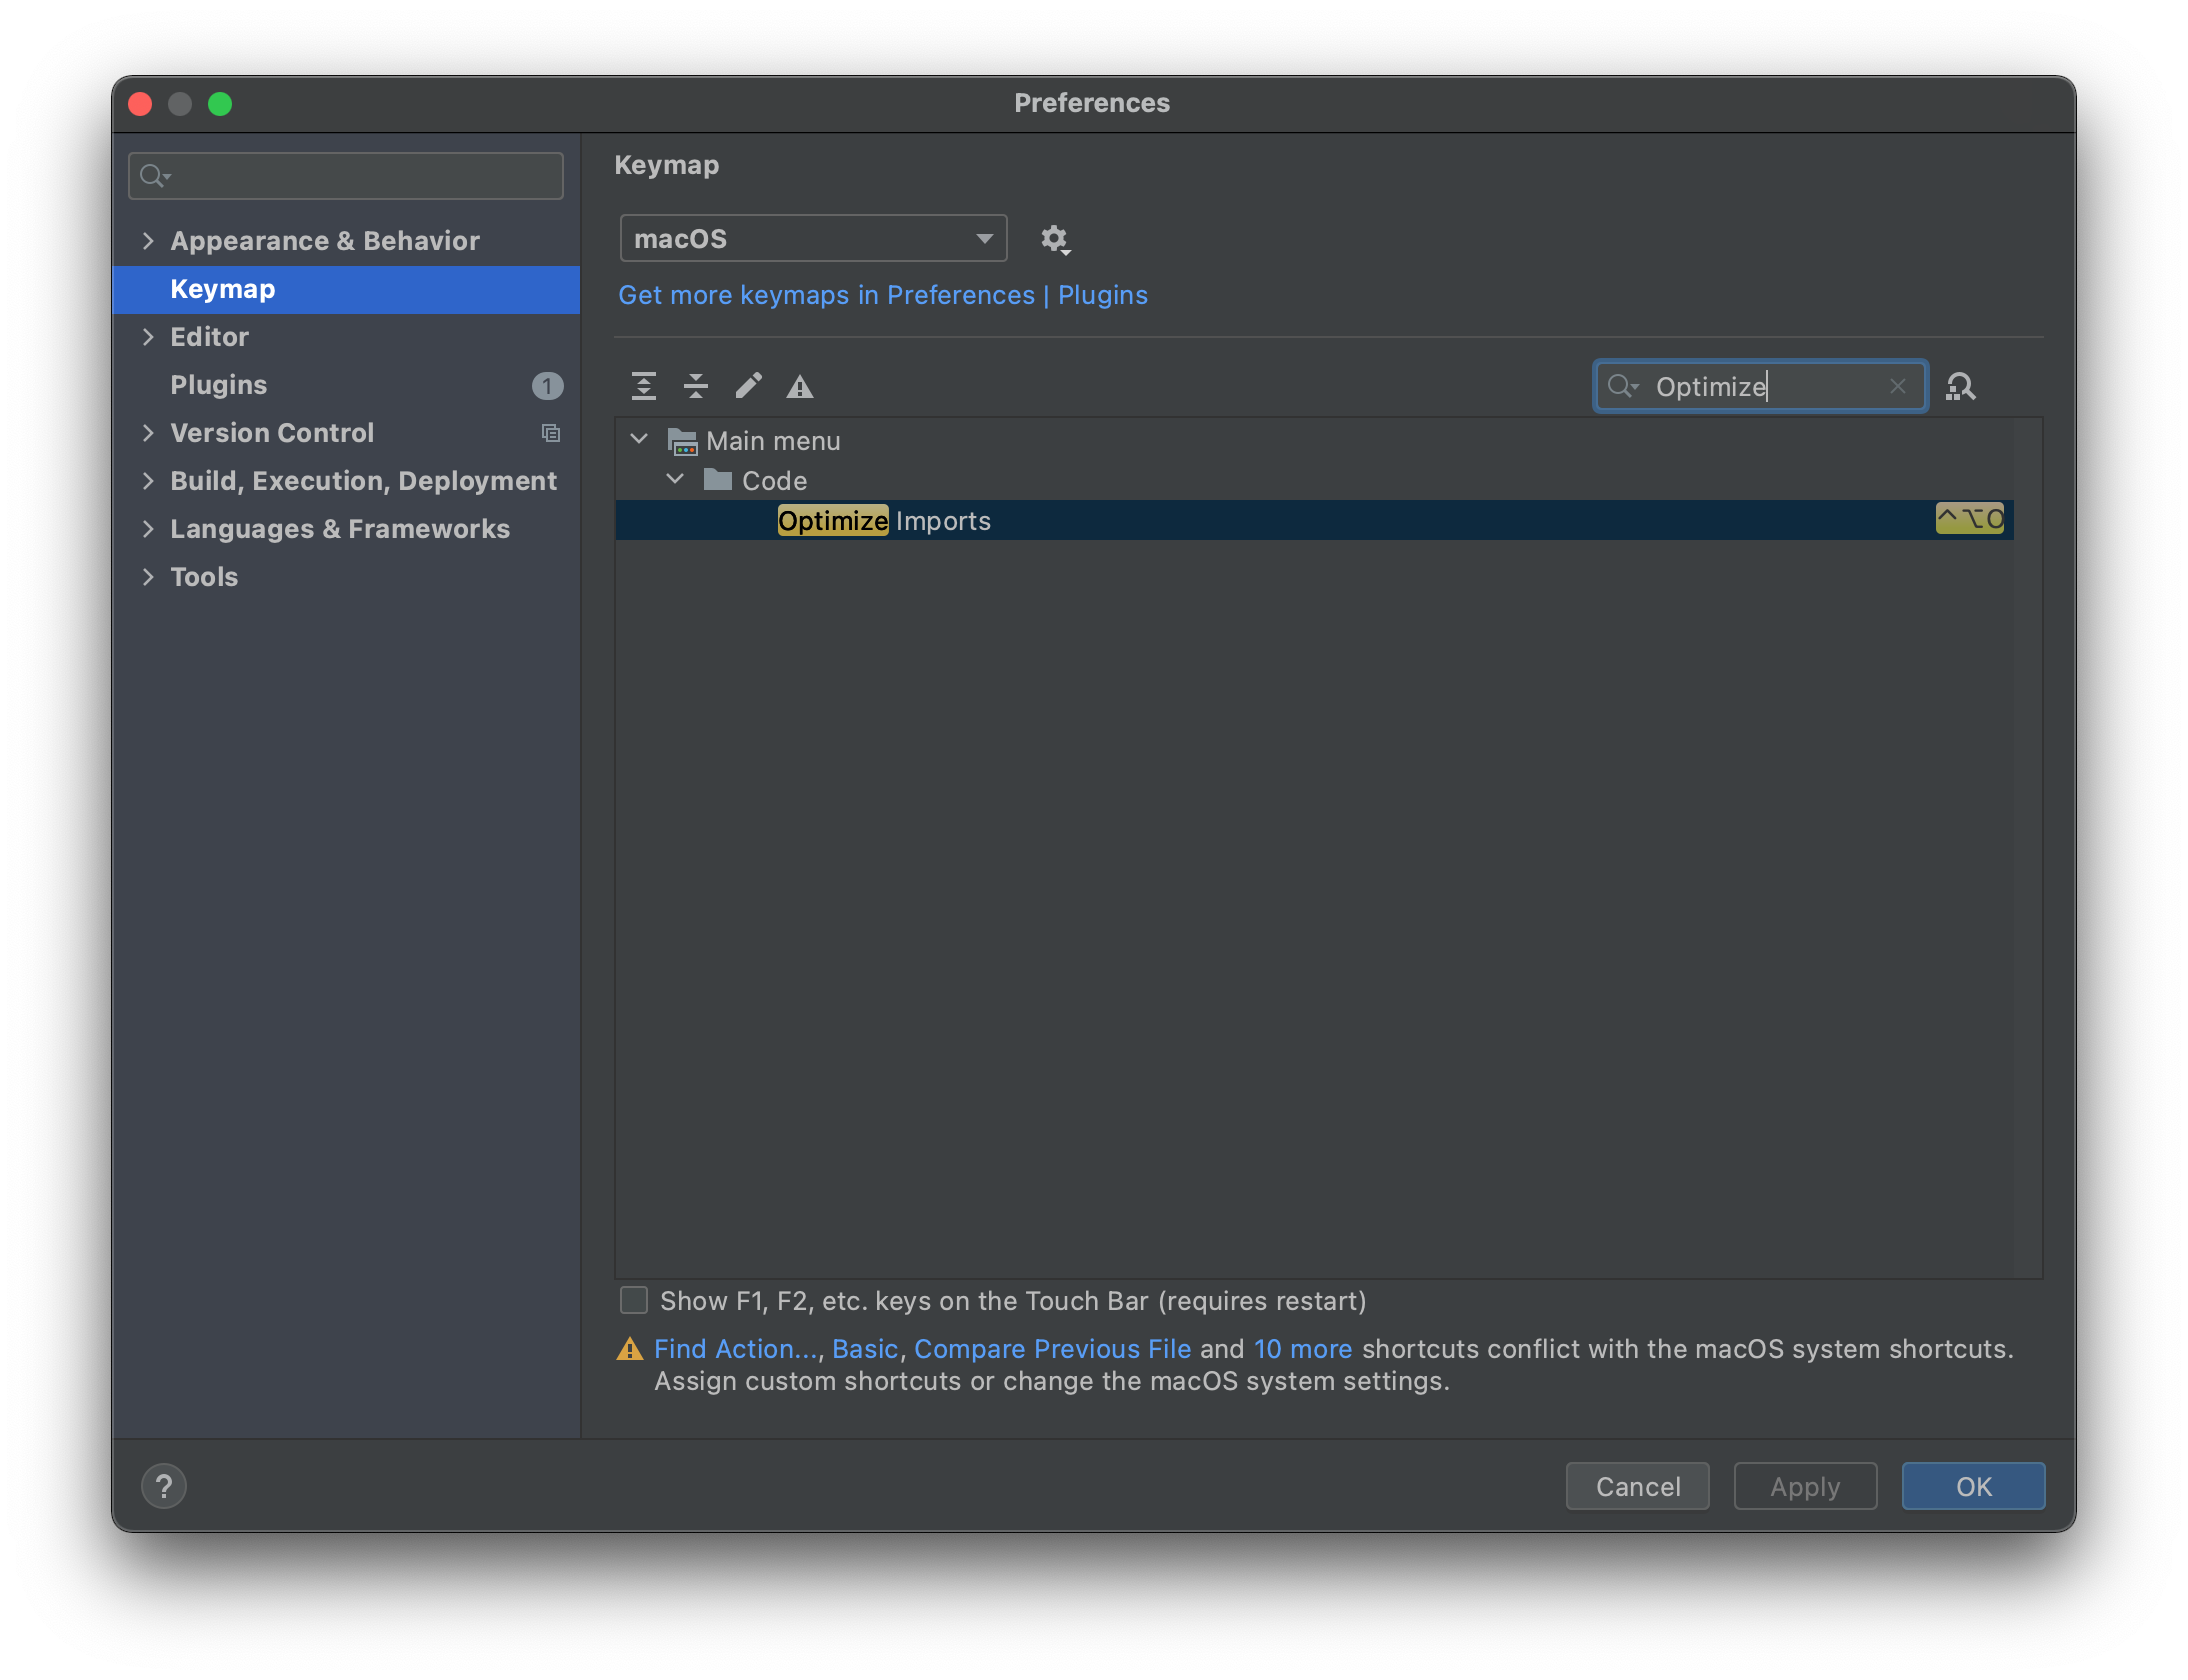 Preferences
Appearance & Behavior
Keymap
Editor
Plugins 1
Version Control
Build, Execution, Deployment
Languages & Frameworks
Tools
Keymap
macOS
Get more keymaps in Preferences | Plugins
Optimize
Main menu
Code
Optimize Imports ⌃⌥O
Show F1, F2, etc. keys on the Touch Bar (requires restart)
Find Action..., Basic, Compare Previous File and 10 more shortcuts conflict with the macOS system shortcuts.
Assign custom shortcuts or change the macOS system settings.
?
Cancel
Apply
OK